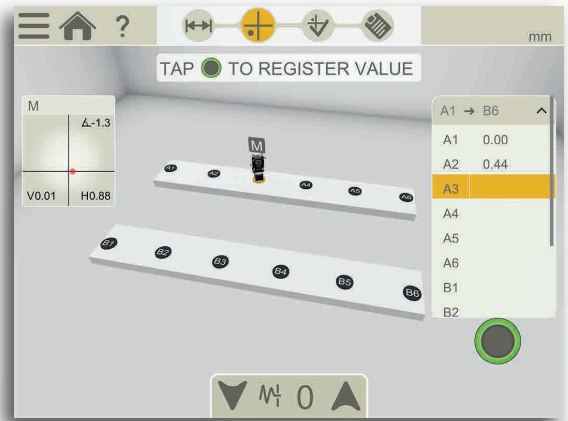 ?
mm
TAP TO REGISTER VALUE
M
∡-1.3
V0.01 H0.88
M
A1 A2 A4 A5 A6
B1 B2 B3 B4 B5 B6
A1 → B6
A1 0.00
A2 0.44
A3
A4
A5
A6
B1
B2
0